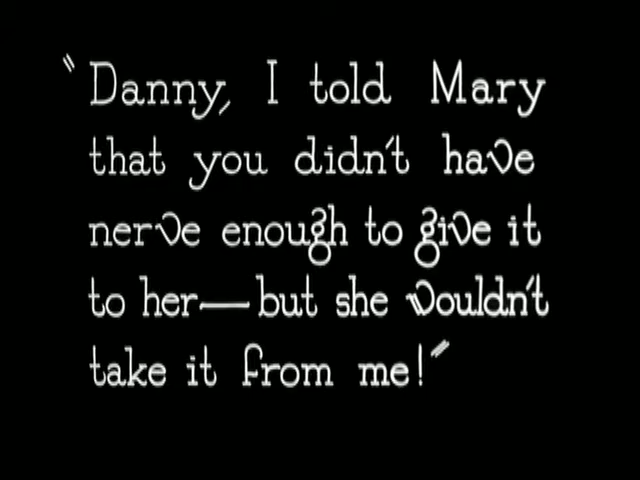 "Danny, I told Mary
that you didn't have
nerve enough to give it
to her—but she wouldn't
take it from me!"